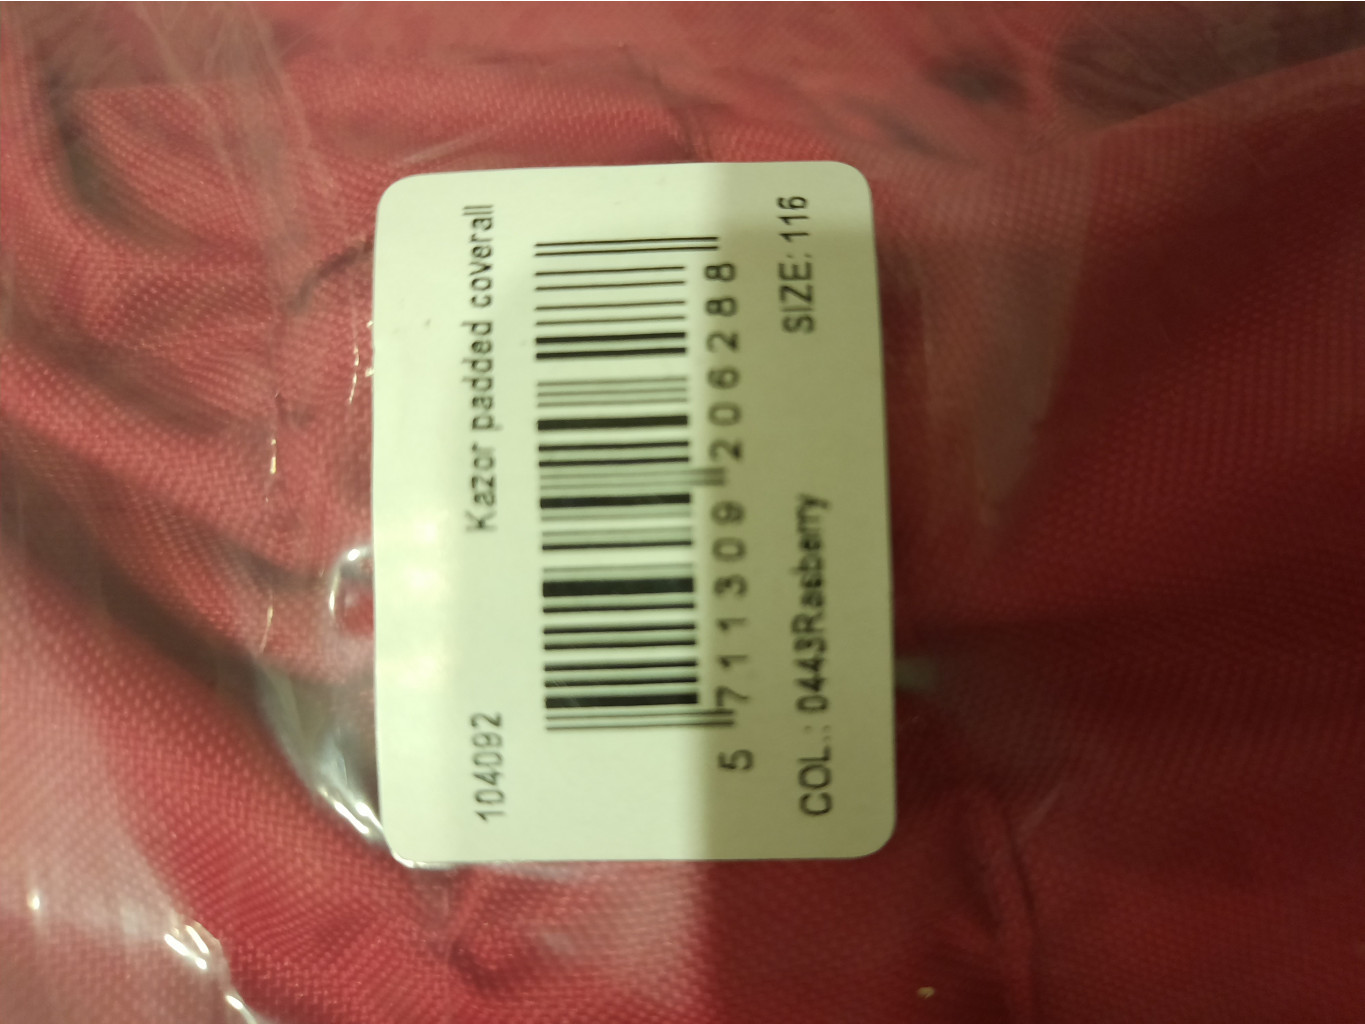 104092 Kazor padded coverall
5 711309 206288
COL.: 0443Rasberry SIZE: 116